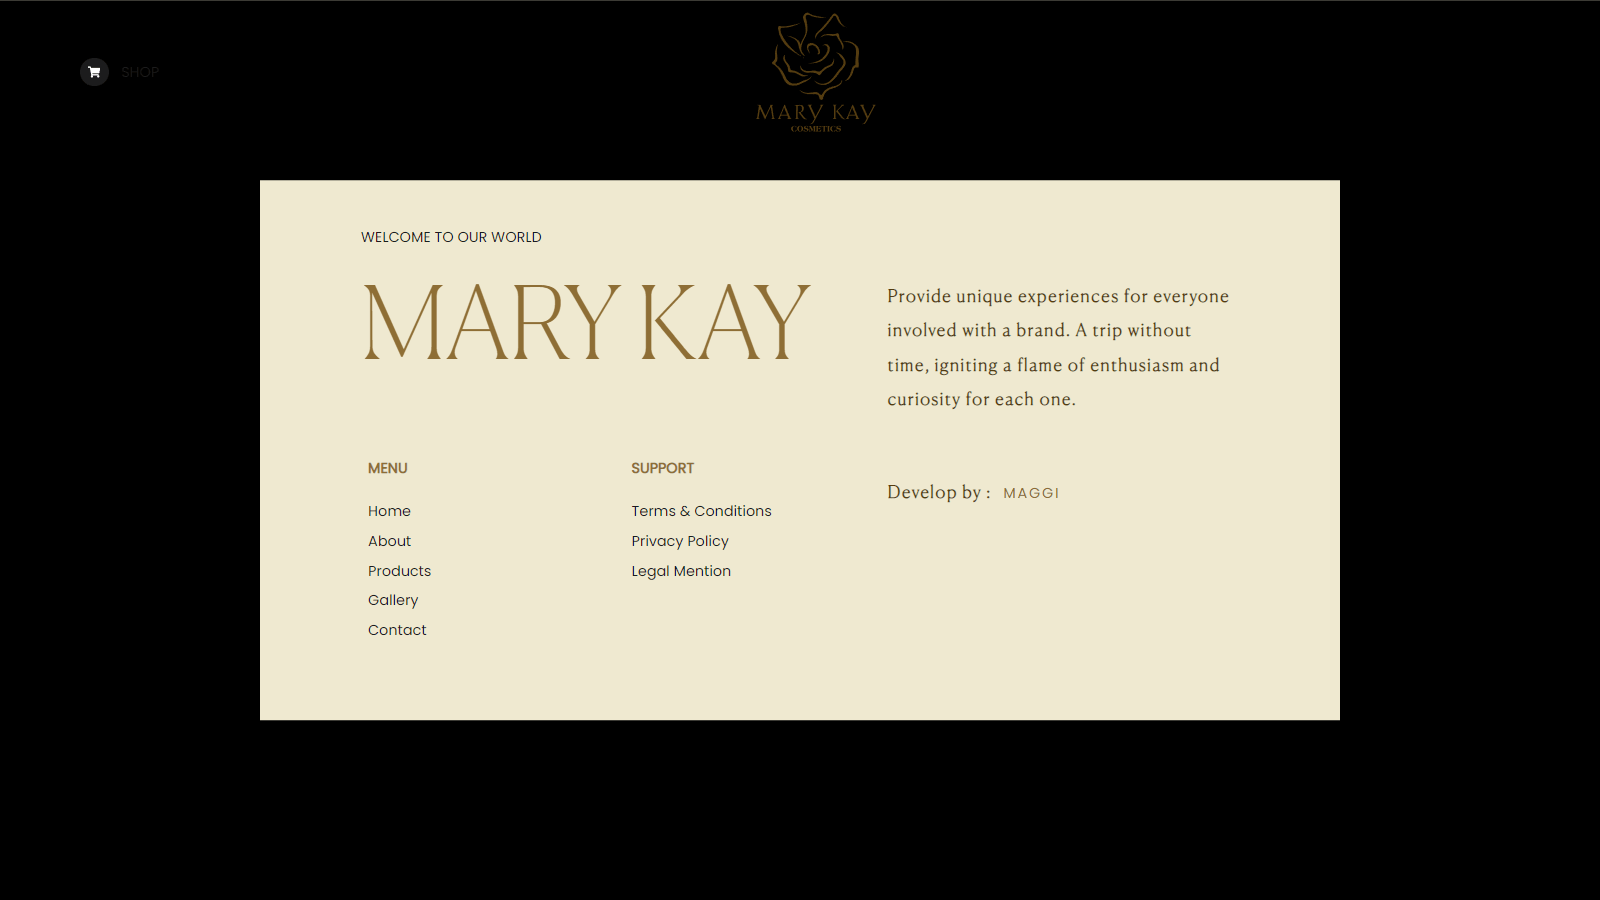 SHOP
MARY KAY
COSMETICS
WELCOME TO OUR WORLD
MARY KAY
Provide unique experiences for everyone
involved with a brand. A trip without
time, igniting a flame of enthusiasm and
curiosity for each one.
MENU
Home
About
Products
Gallery
Contact
SUPPORT
Terms & Conditions
Privacy Policy
Legal Mention
Develop by : MAGGI